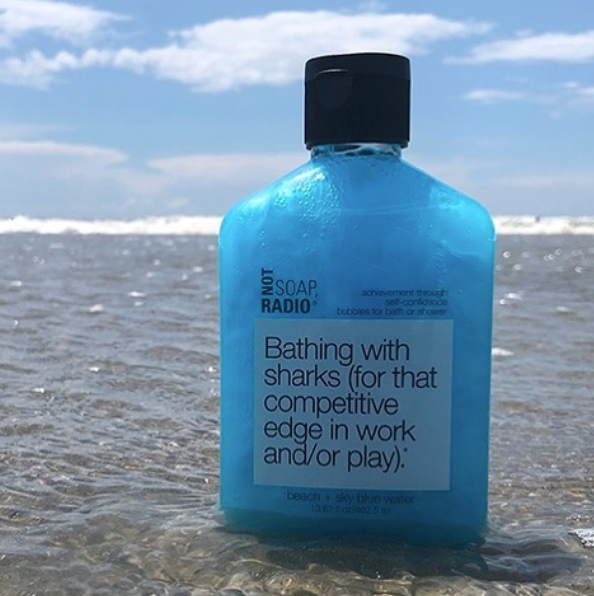 NOT
SOAP,
RADIO®
achievement through
self-confidence
bubbles for bath or shower
Bathing with
sharks (for that
competitive
edge in work
and/or play).*
beach + sky blue water